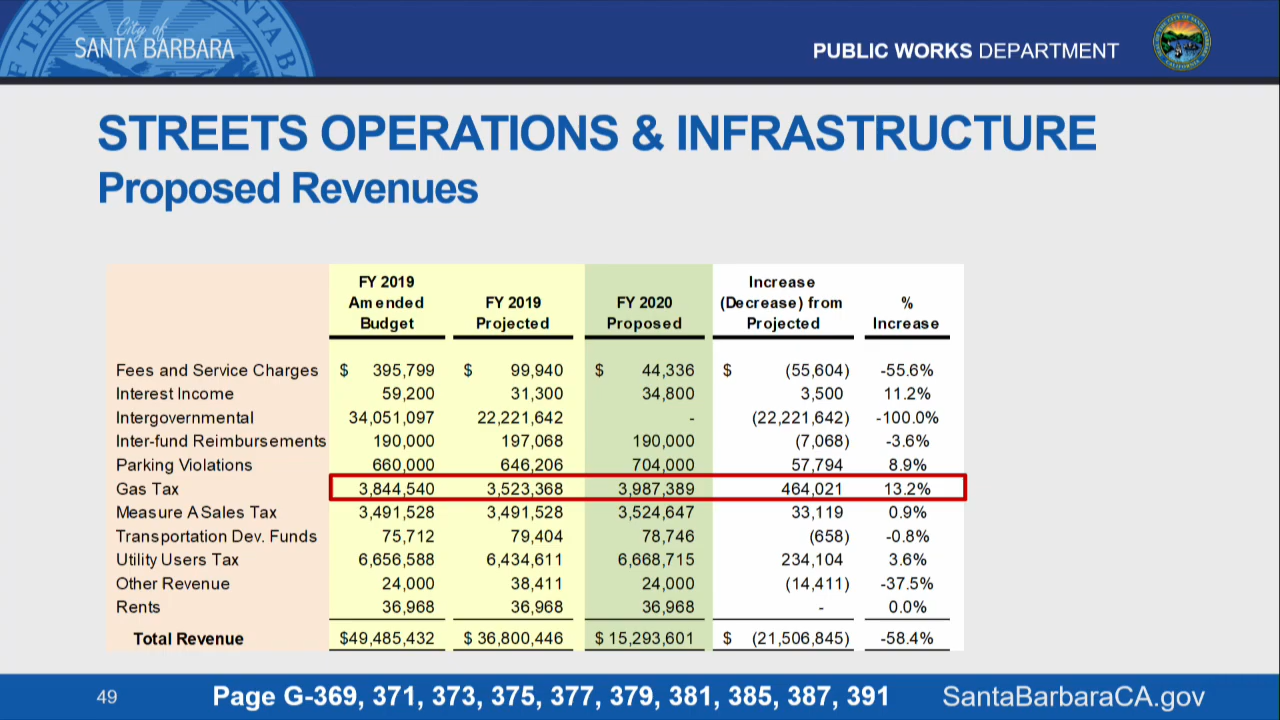 City of
SANTA BARBARA
PUBLIC WORKS DEPARTMENT
STREETS OPERATIONS & INFRASTRUCTURE
Proposed Revenues
FY 2019 Amended Budget FY 2019 Projected FY 2020 Proposed Increase (Decrease) from Projected % Increase
Fees and Service Charges $ 395,799 $ 99,940 $ 44,336 $ (55,604) -55.6%
Interest Income 59,200 31,300 34,800 3,500 11.2%
Intergovernmental 34,051,097 22,221,642 - (22,221,642) -100.0%
Inter-fund Reimbursements 190,000 197,068 190,000 (7,068) -3.6%
Parking Violations 660,000 646,206 704,000 57,794 8.9%
Gas Tax 3,844,540 3,523,368 3,987,389 464,021 13.2%
Measure A Sales Tax 3,491,528 3,491,528 3,524,647 33,119 0.9%
Transportation Dev. Funds 75,712 79,404 78,746 (658) -0.8%
Utility Users Tax 6,656,588 6,434,611 6,668,715 234,104 3.6%
Other Revenue 24,000 38,411 24,000 (14,411) -37.5%
Rents 36,968 36,968 36,968 - 0.0%
Total Revenue $49,485,432 $ 36,800,446 $ 15,293,601 $ (21,506,845) -58.4%
49 Page G-369, 371, 373, 375, 377, 379, 381, 385, 387, 391 SantaBarbaraCA.gov